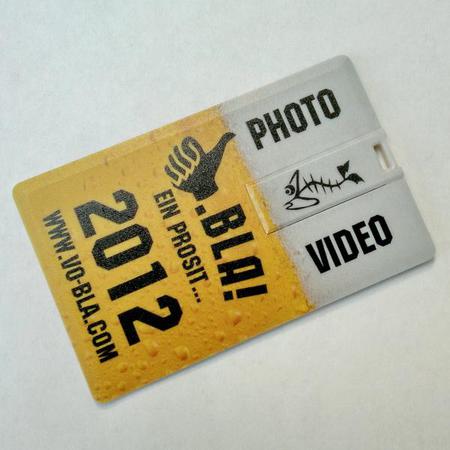 PHOTO
VIDEO
.BLA!
EIN PROSIT...
2012
WWW.VO-BLA.COM